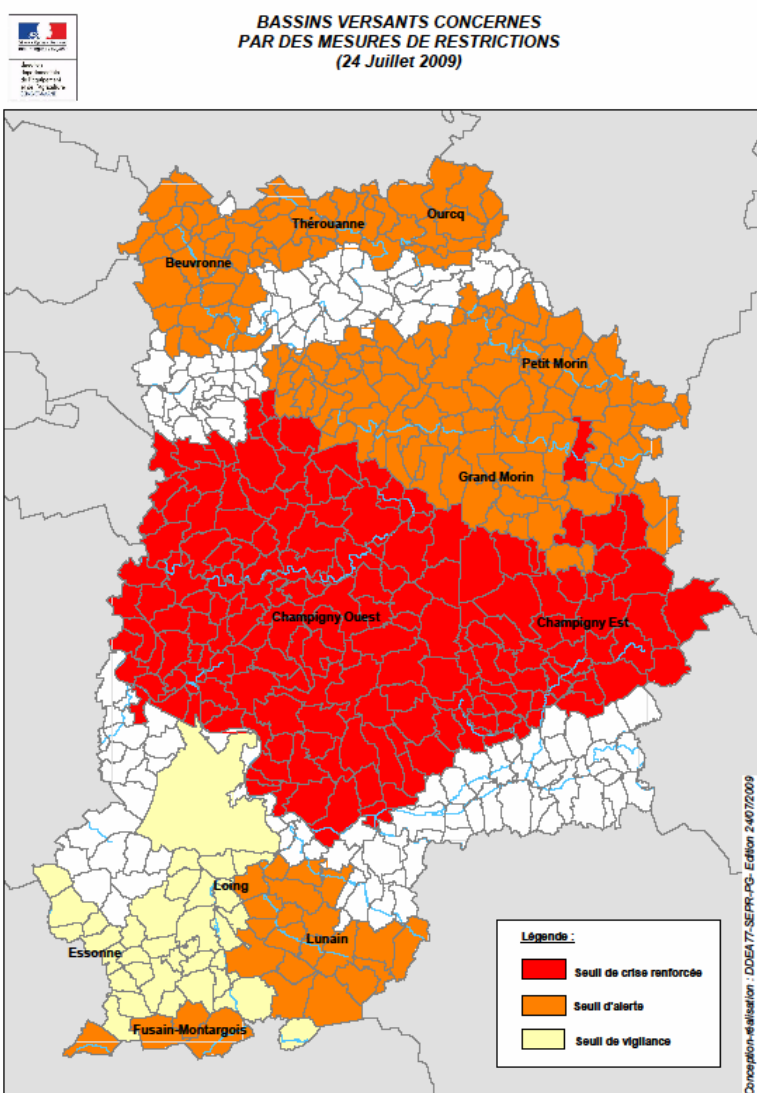 BASSINS VERSANTS CONCERNES
PAR DES MESURES DE RESTRICTIONS
(24 Juillet 2009)
Ourcq
Thérouanne
Beuvronne
Petit Morin
Grand Morin
Champigny Ouest
Champigny Est
Loing
Lunain
Essonne
Fusain-Montargois
Légende :
Seuil de crise renforcée
Seuil d'alerte
Seuil de vigilance
Conception-réalisation : DDEA77-SEPR-PG- Edition 24/07/2009